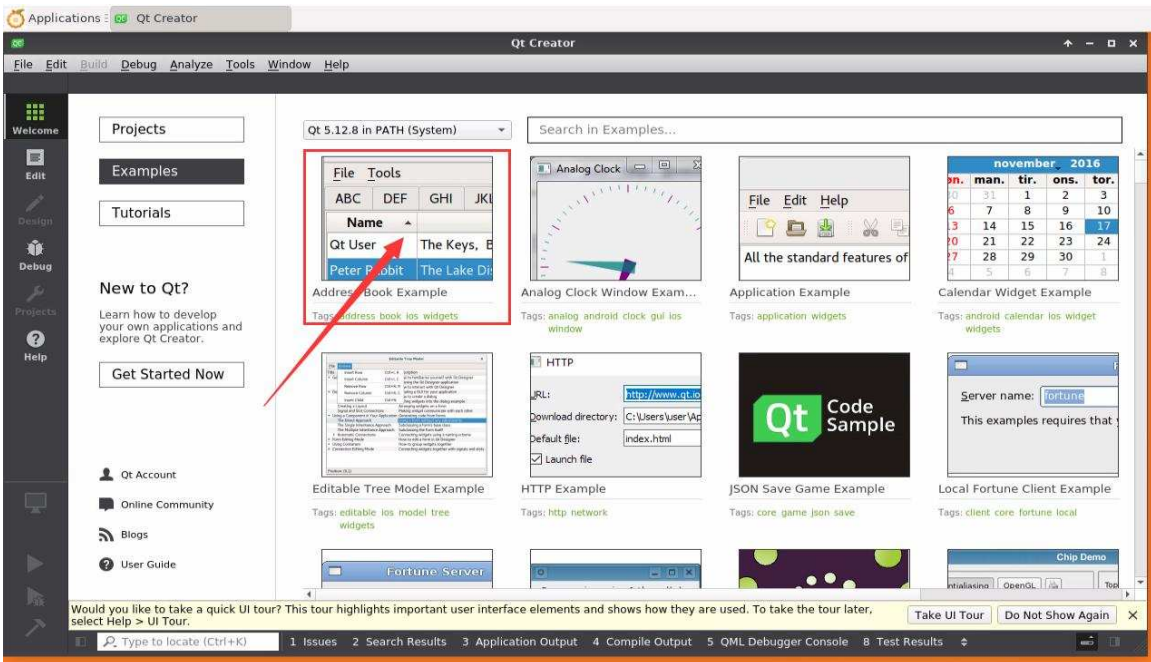 Applications
Qt Creator
Qt Creator
File Edit Build Debug Analyze Tools Window Help
Welcome
Edit
Design
Debug
Projects
Help
Projects
Examples
Tutorials
New to Qt?
Learn how to develop
your own applications and
explore Qt Creator.
Get Started Now
Qt Account
Online Community
Blogs
User Guide
Qt 5.12.8 in PATH (System)
Search in Examples...
File Tools
ABC DEF GHI JKL
Name
Qt User The Keys,
Peter The Lake
Address Book Example
Tags: address book ios widgets
Analog Clock
Analog Clock Window Exam...
Tags: analog android clock gui ios
window
File Edit Help
All the standard features of
Application Example
Tags: application widgets
november 2016
man. tir. ons. tor.
31 1 2 3
7 8 9 10
14 15 16 17
21 22 23 24
28 29 30 1
5 6 7 8
Calendar Widget Example
Tags: android calendar ios widget
widgets
Editable Tree Model
Editable Tree Model Example
Tags: editable ios model tree
widgets
HTTP
URL: http://www.qt.io
Download directory: C:\Users\user\Ap
Default file: index.html
Launch file
HTTP Example
Tags: http network
Qt Code
Sample
JSON Save Game Example
Tags: core game json save
Server name: fortune
This examples requires that
Local Fortune Client Example
Tags: client core fortune local
Fortune Server
Chip Demo
OpenGL
Would you like to take a quick UI tour? This tour highlights important user interface elements and shows how they are used. To take the tour later,
select Help > UI Tour.
Take UI Tour
Do Not Show Again
Type to locate (Ctrl+K)
1 Issues 2 Search Results 3 Application Output 4 Compile Output 5 QML Debugger Console 8 Test Results